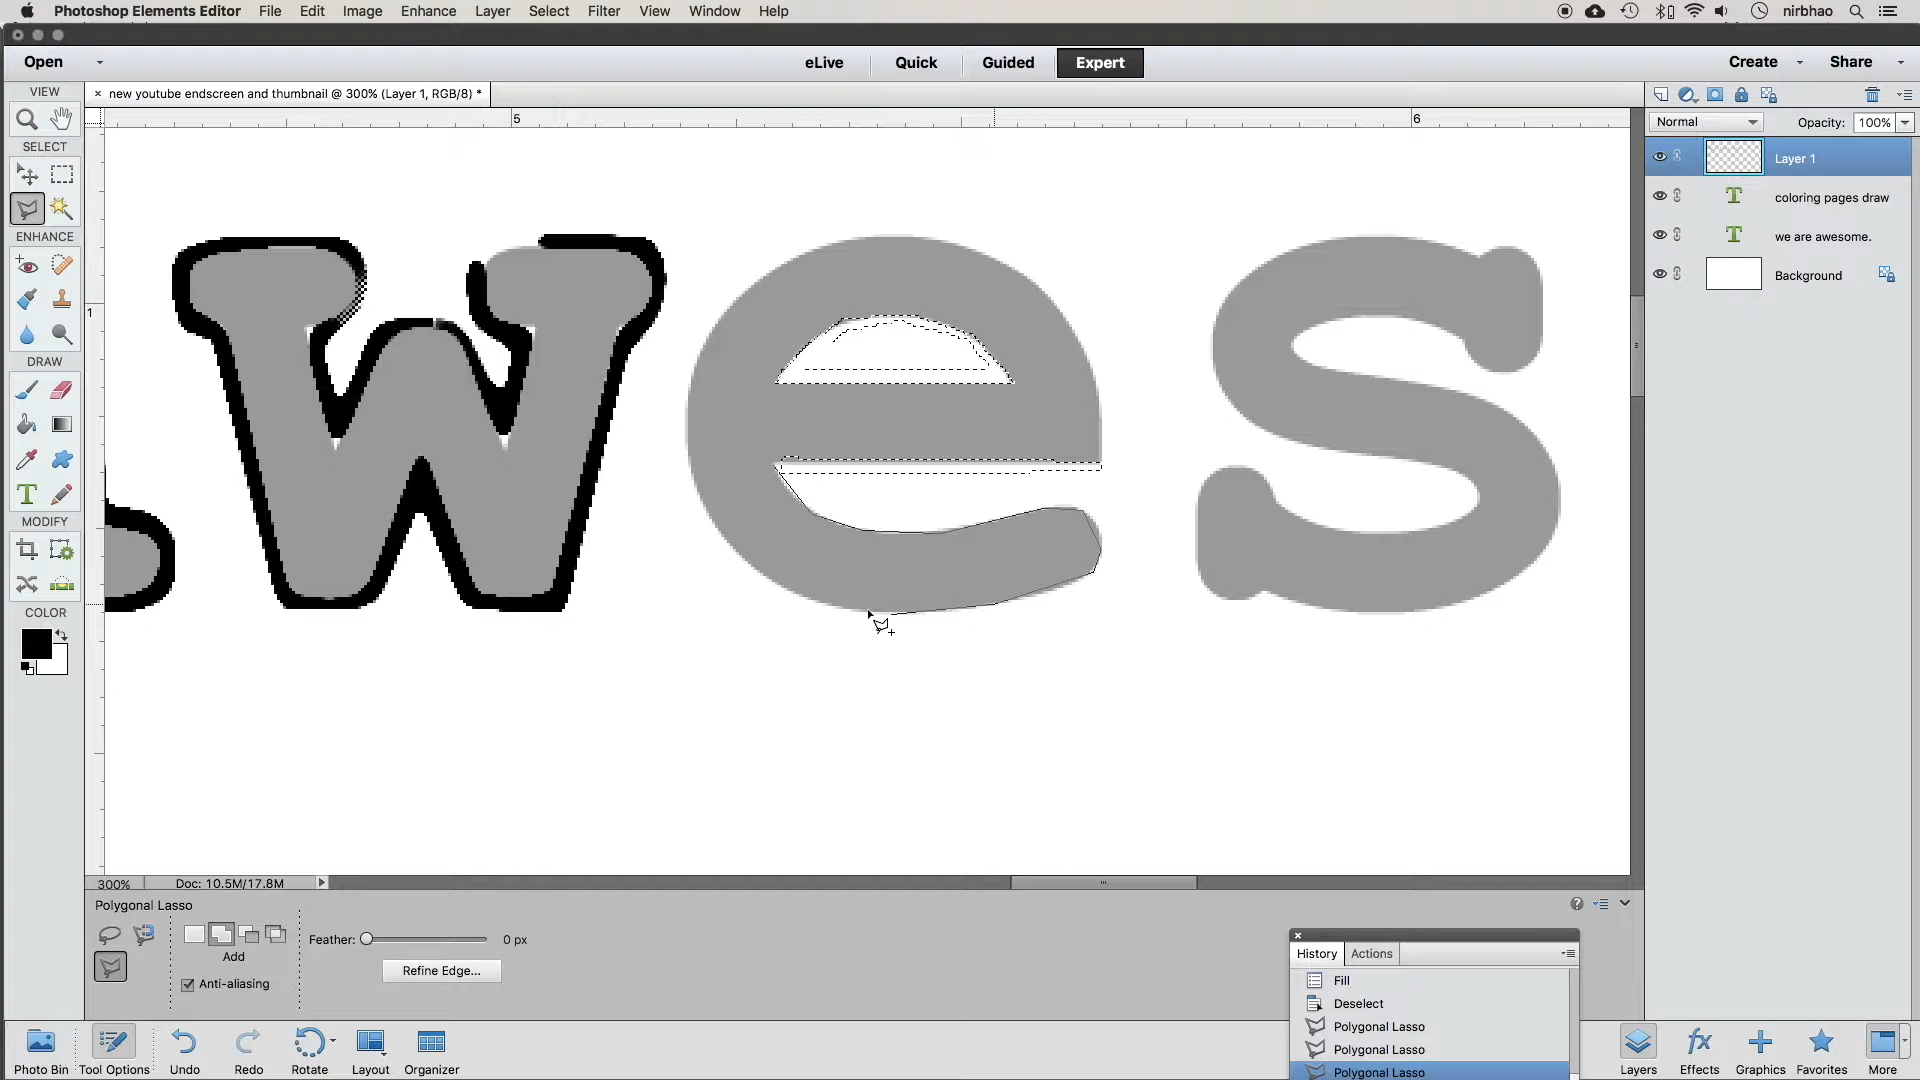 Photoshop Elements Editor File Edit Image Enhance Layer Select Filter View Window Help nirbhao
Open eLive Quick Guided Expert Create Share
VIEW × new youtube endscreen and thumbnail @ 300% (Layer 1, RGB/8) *
5 6
Normal Opacity: 100%
SELECT
Layer 1
coloring pages draw
ENHANCE
we are awesome.
Background
1
wes
DRAW
MODIFY
COLOR
300% Doc: 10.5M/17.8M
Polygonal Lasso
Feather: 0 px
Add
Refine Edge...
Anti-aliasing
History Actions
Fill
Deselect
Polygonal Lasso
Polygonal Lasso
Polygonal Lasso
Photo Bin Tool Options Undo Redo Rotate Layout Organizer Layers Effects Graphics Favorites More